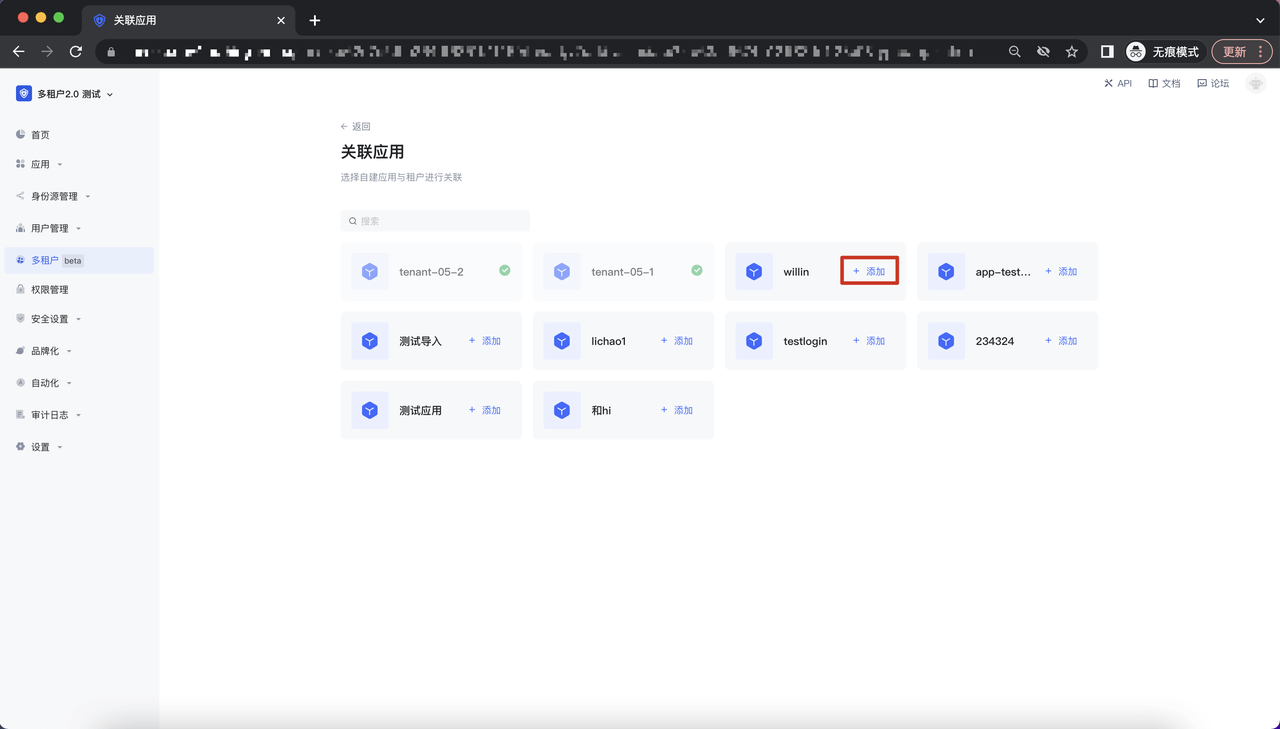 关联应用
无痕模式
更新
多租户2.0 测试
API
文档
论坛
首页
应用
身份源管理
用户管理
多租户 beta
权限管理
安全设置
品牌化
自动化
审计日志
设置
← 返回
关联应用
选择自建应用与租户进行关联
搜索
tenant-05-2
tenant-05-1
willin
+ 添加
app-test...
+ 添加
测试导入
+ 添加
lichao1
+ 添加
testlogin
+ 添加
234324
+ 添加
测试应用
+ 添加
和hi
+ 添加